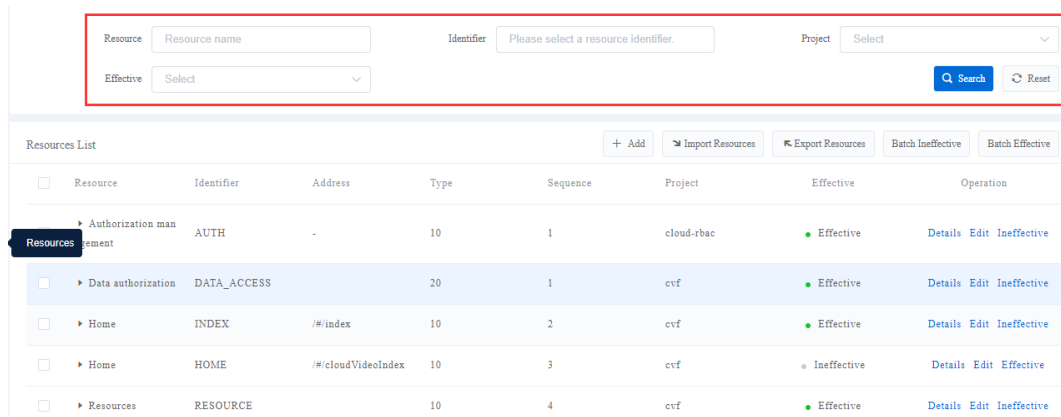 Resource Resource name Identifier Please select a resource identifier. Project Select
Effective Select Search Reset
Resources List + Add Import Resources Export Resources Batch Ineffective Batch Effective
Resource Identifier Address Type Sequence Project Effective Operation
Authorization man
gement AUTH - 10 1 cloud-rbac Effective Details Edit Ineffective
Resources
Data authorization DATA_ACCESS 20 1 cvf Effective Details Edit Ineffective
Home INDEX /#/index 10 2 cvf Effective Details Edit Ineffective
Home HOME /#/cloudVideoIndex 10 3 cvf Ineffective Details Edit Effective
Resources RESOURCE 10 4 cvf Effective Details Edit Ineffective